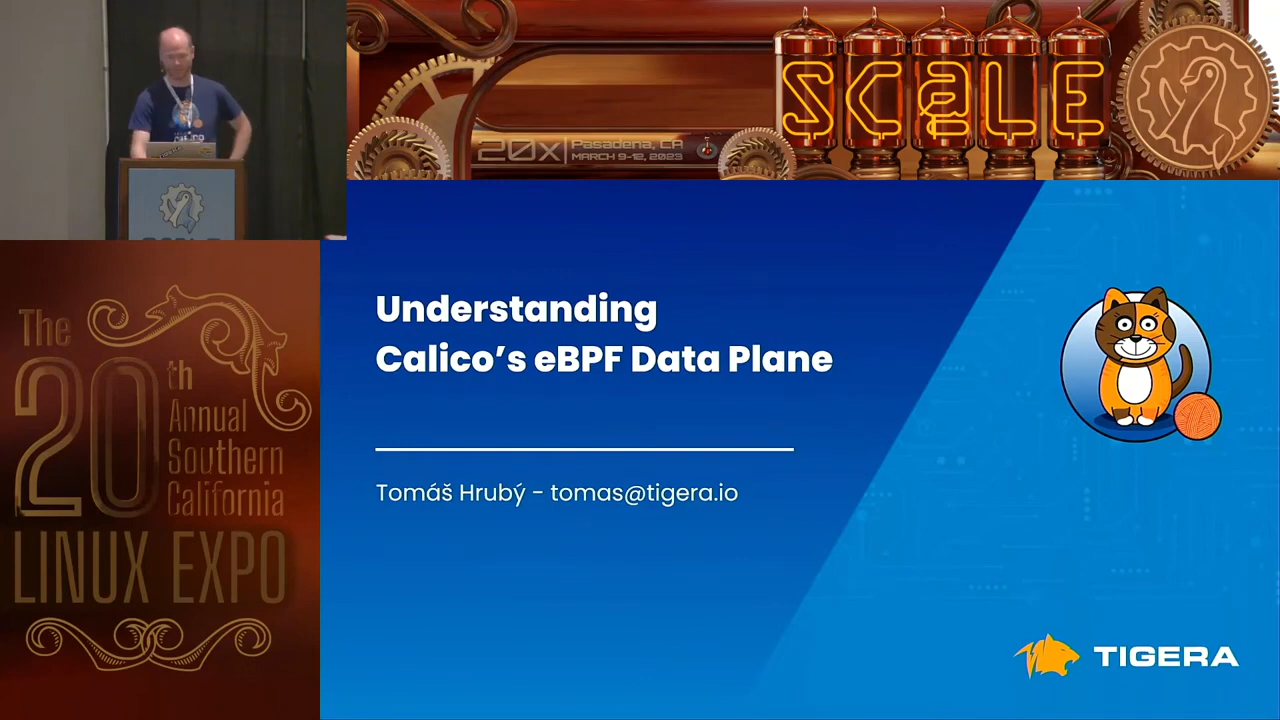 SCaLE
20x
Pasadena, CA
MARCH 9-12, 2023
The
20th
Annual
Southern
California
LINUX EXPO
Understanding
Calico’s eBPF Data Plane
Tomáš Hrubý - tomas@tigera.io
TIGERA